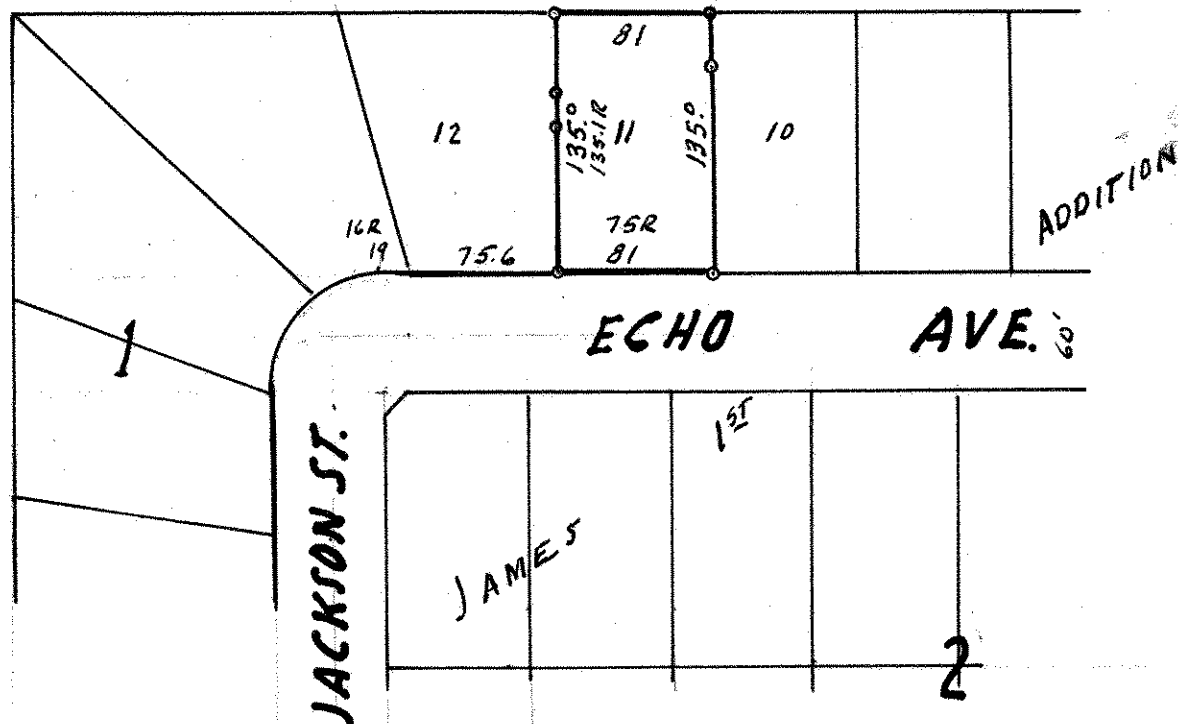 81
12
135.0
135.1R
11
135.0
10
ADDITION
16R
19
75.6
75R
81
1
ECHO AVE. 60'
1ST
JACKSON ST.
JAMES
2